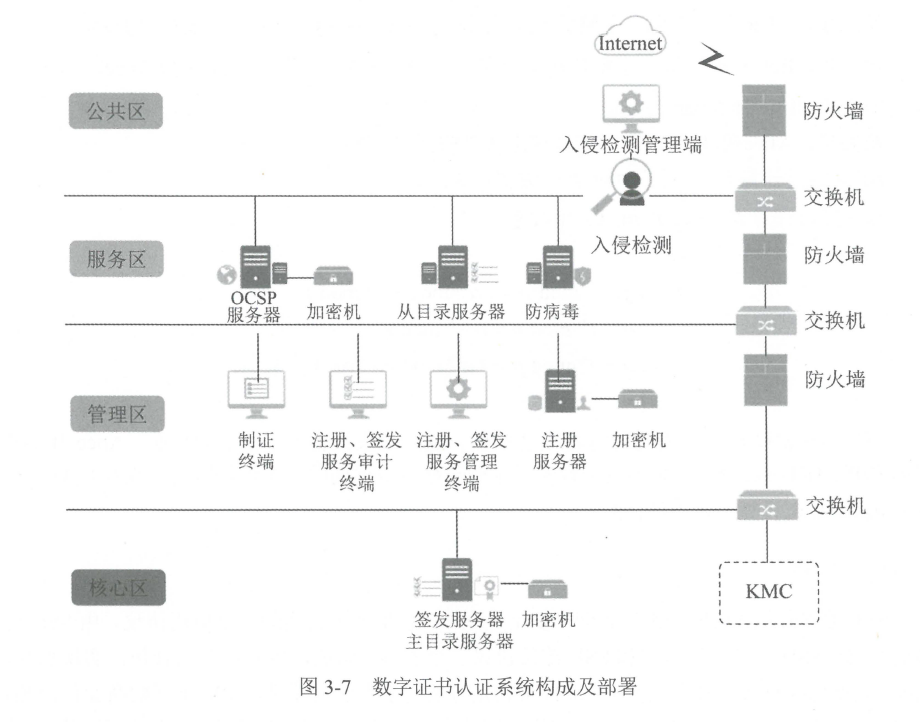 Internet
公共区
防火墙
入侵检测管理端
交换机
入侵检测
服务区
防火墙
OCSP
服务器
加密机
从目录服务器
防病毒
交换机
防火墙
管理区
制证
终端
注册、签发
服务审计
终端
注册、签发
服务管理
终端
注册
服务器
加密机
交换机
核心区
KMC
签发服务器
主目录服务器
加密机
图 3-7 数字证书认证系统构成及部署